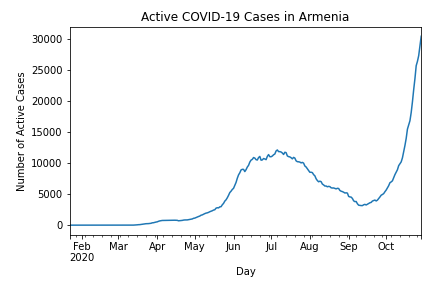 Active COVID-19 Cases in Armenia
30000
25000
20000
15000
10000
5000
0
Number of Active Cases
Feb Mar Apr May Jun Jul Aug Sep Oct
2020
Day